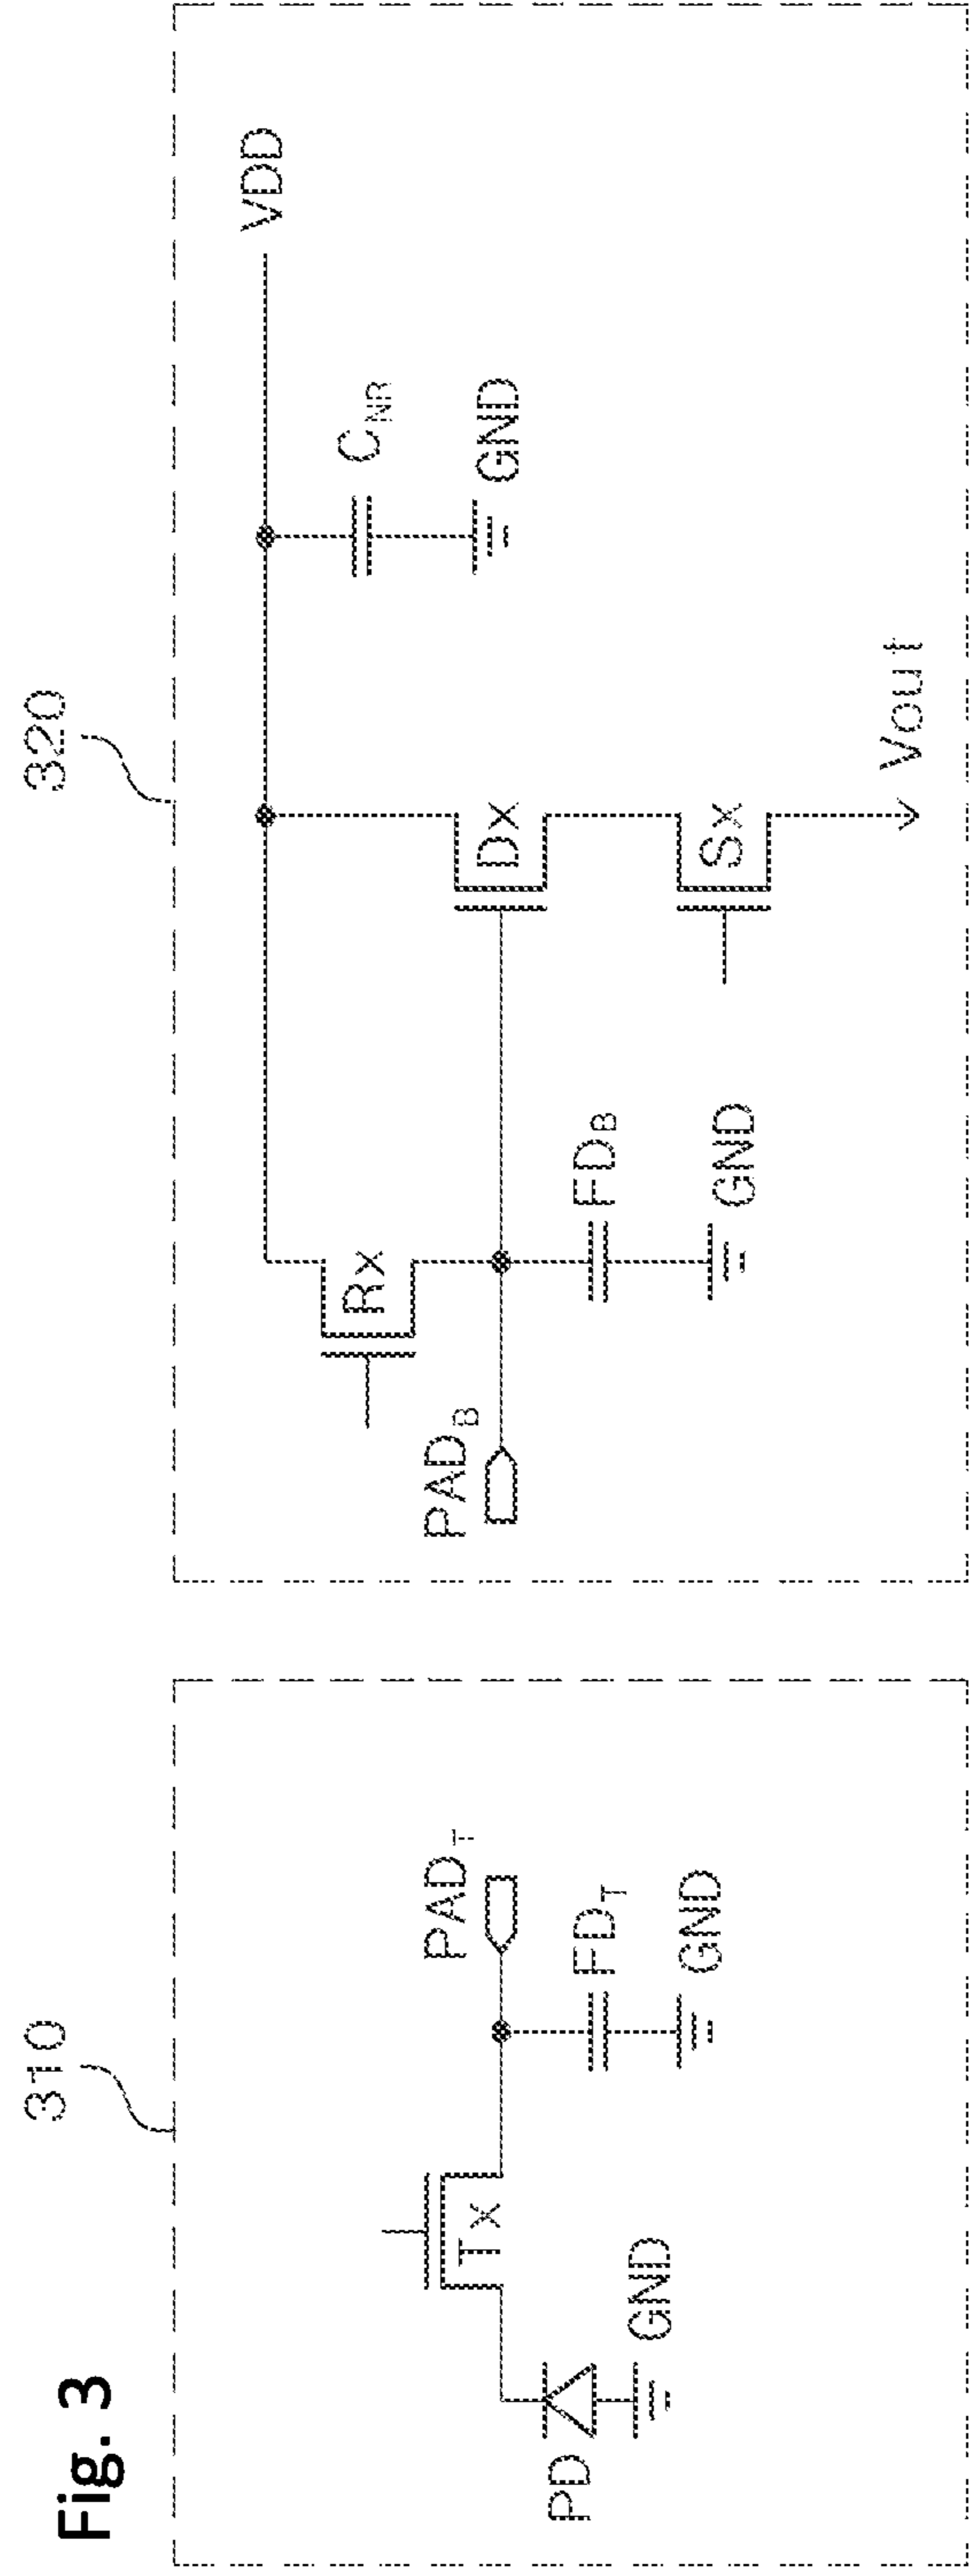 Fig. 3
310
320
PD
GND
Tx
PAD_T
FD_T
GND
PAD_B
Rx
FD_B
GND
Dx
Sx
Vout
C_NR
GND
VDD